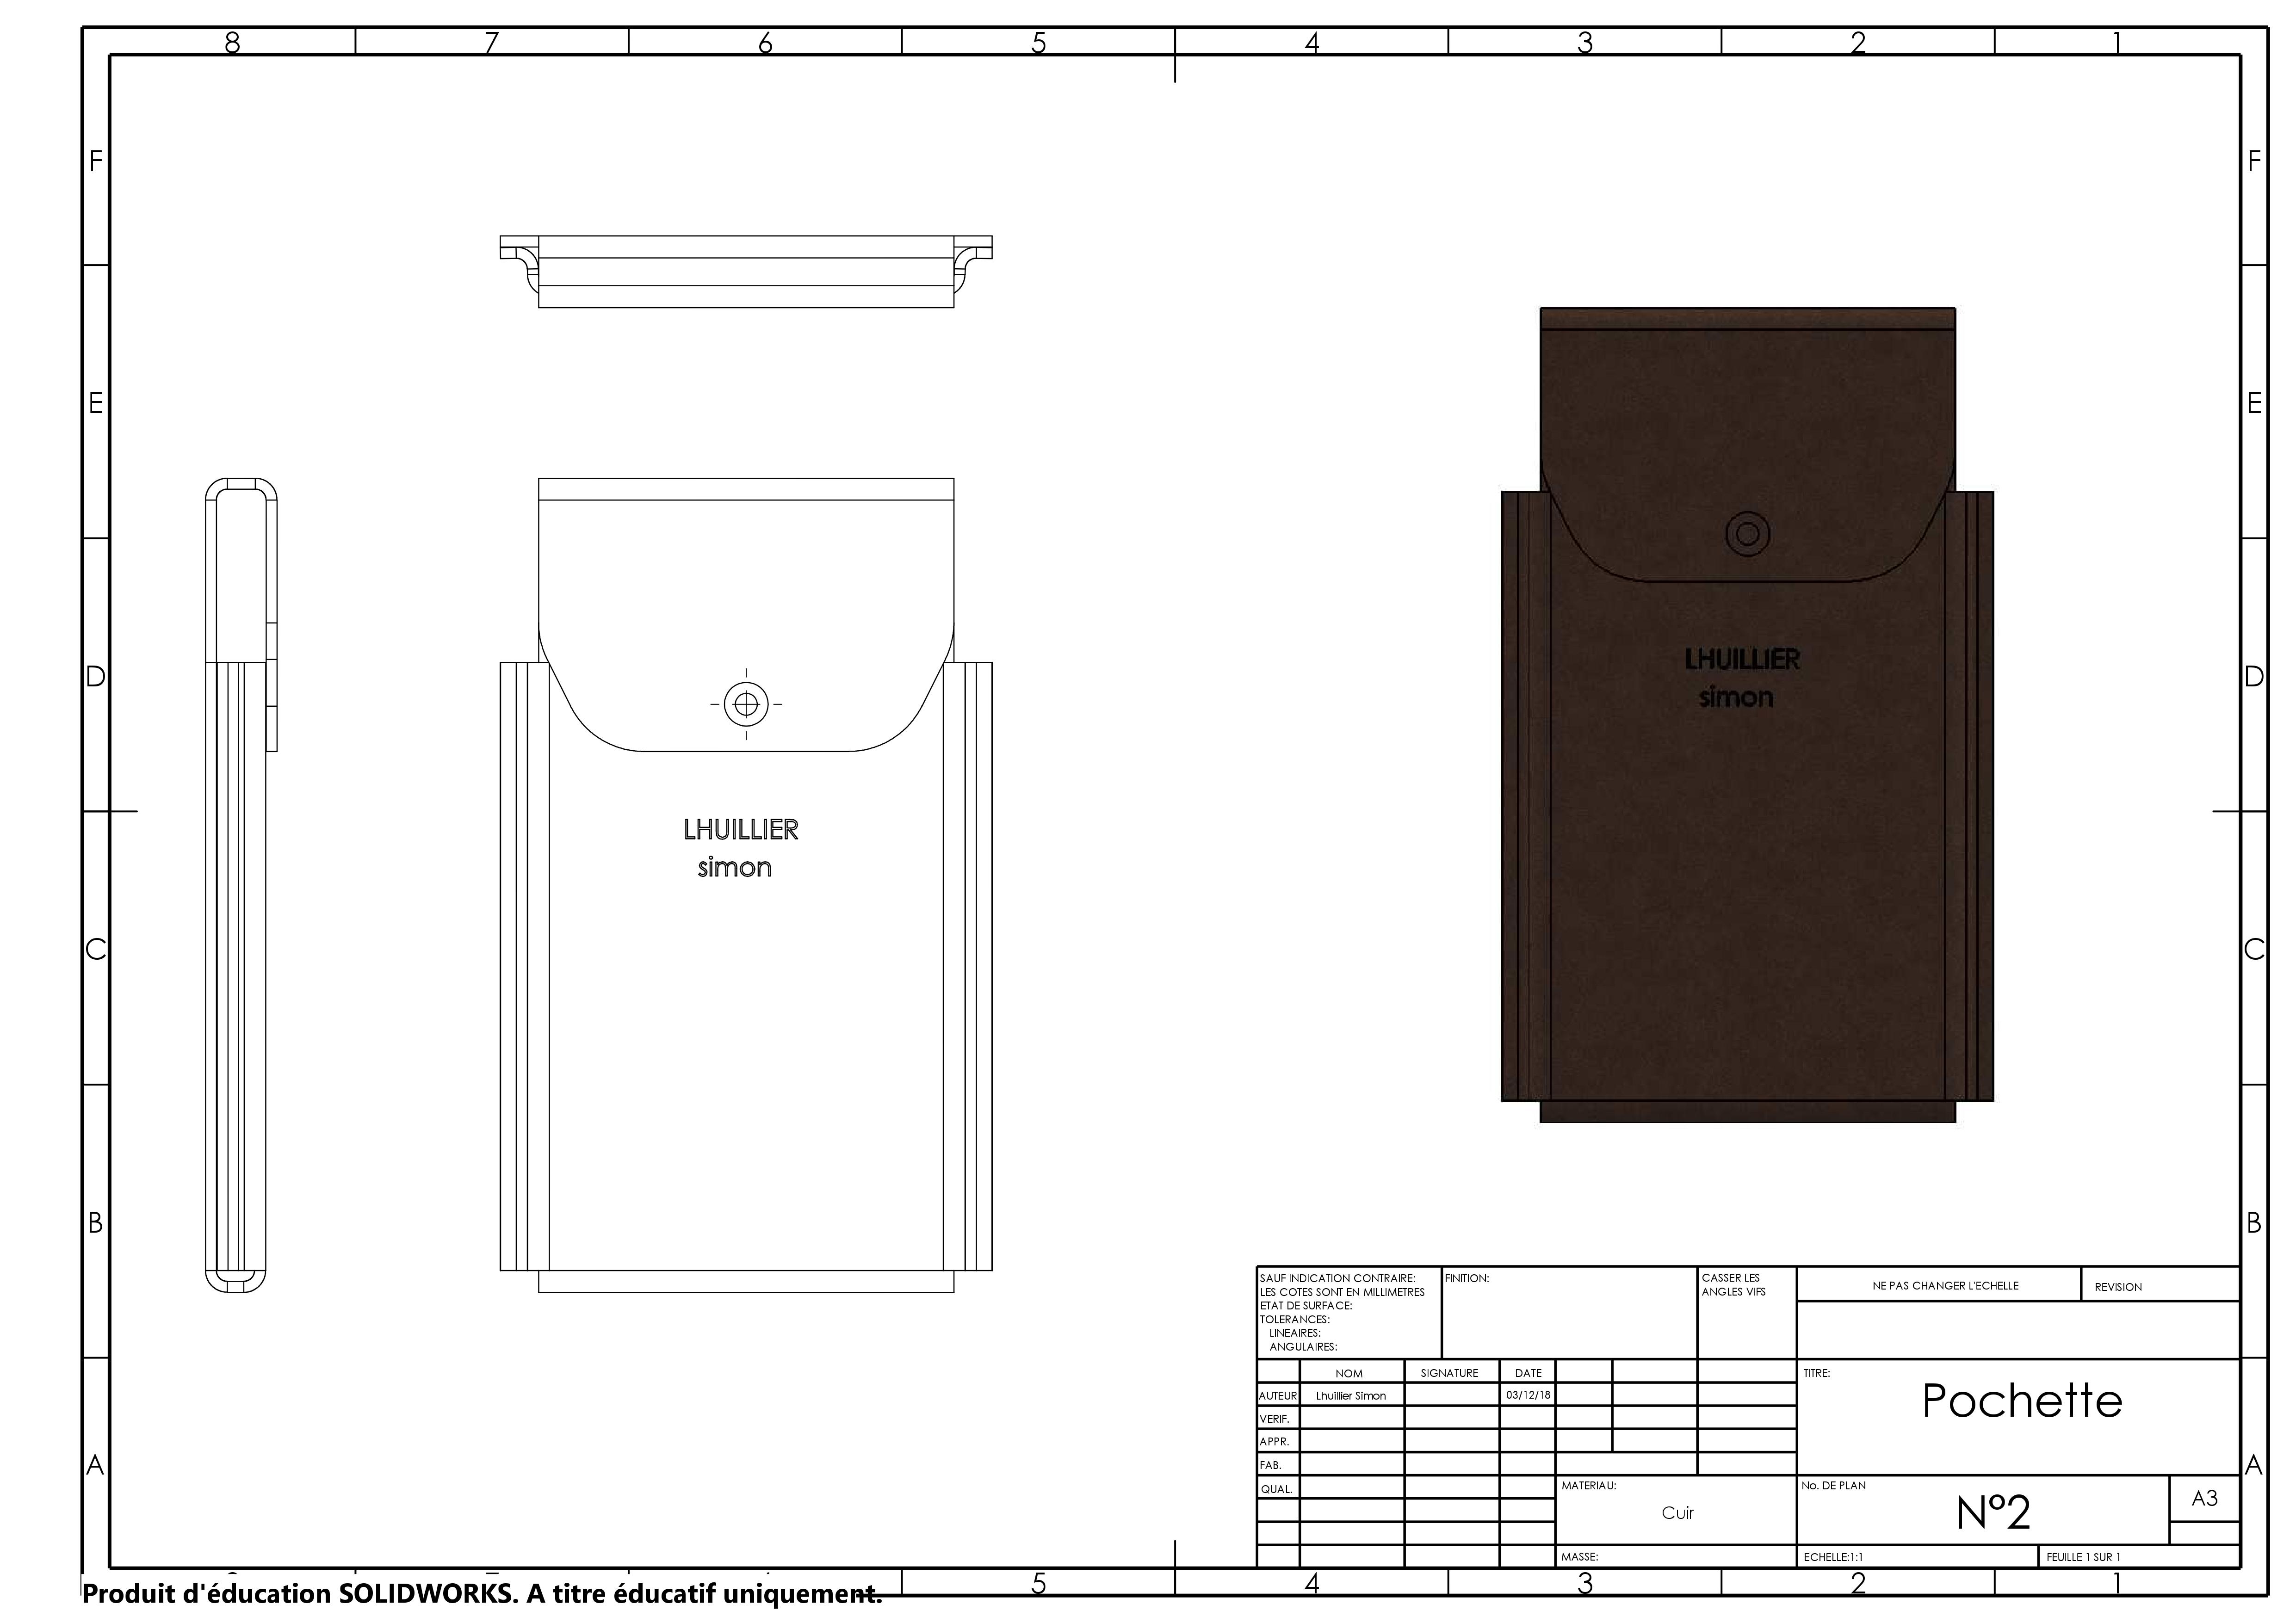 8 7 6 5 4 3 2 1
F F
E E
D D
C C
B B
A A
LHUILLIER
simon
LHUILLIER
simon
SAUF INDICATION CONTRAIRE:
LES COTES SONT EN MILLIMETRES
ETAT DE SURFACE:
TOLERANCES:
LINEAIRES:
ANGULAIRES:
FINITION:
CASSER LES
ANGLES VIFS
NE PAS CHANGER L'ECHELLE
REVISION
NOM SIGNATURE DATE
AUTEUR Lhuillier Simon 03/12/18
VERIF.
APPR.
FAB.
QUAL.
TITRE:
Pochette
MATERIAU:
Cuir
No. DE PLAN
N°2
A3
MASSE:
ECHELLE:1:1
FEUILLE 1 SUR 1
5 4 3 2 1
Produit d'éducation SOLIDWORKS. A titre éducatif uniquement.